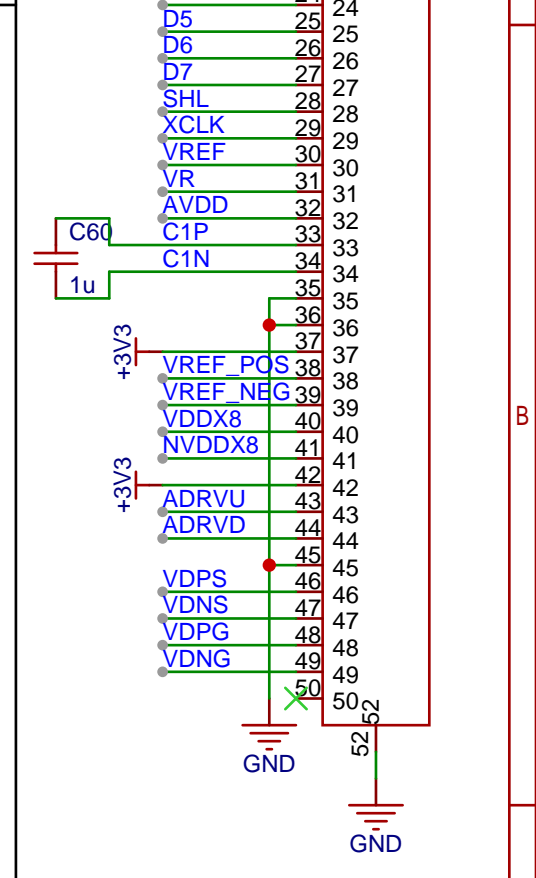 24
24
D5 25
25
D6 26
26
D7 27
27
SHL 28
28
XCLK 29
29
VREF 30
30
VR 31
31
AVDD 32
32
C60 C1P 33
33
C1N 34
34
1u 35
35
36
36
+3V3 37
37
VREF_POS 38
38
VREF_NEG 39
39
VDDX8 40
40
NVDDX8 41
41
+3V3 42
42
ADRVU 43
43
ADRVD 44
44
45
45
VDPS 46
46
VDNS 47
47
VDPG 48
48
VDNG 49
49
50
50
52
52
GND
GND
B